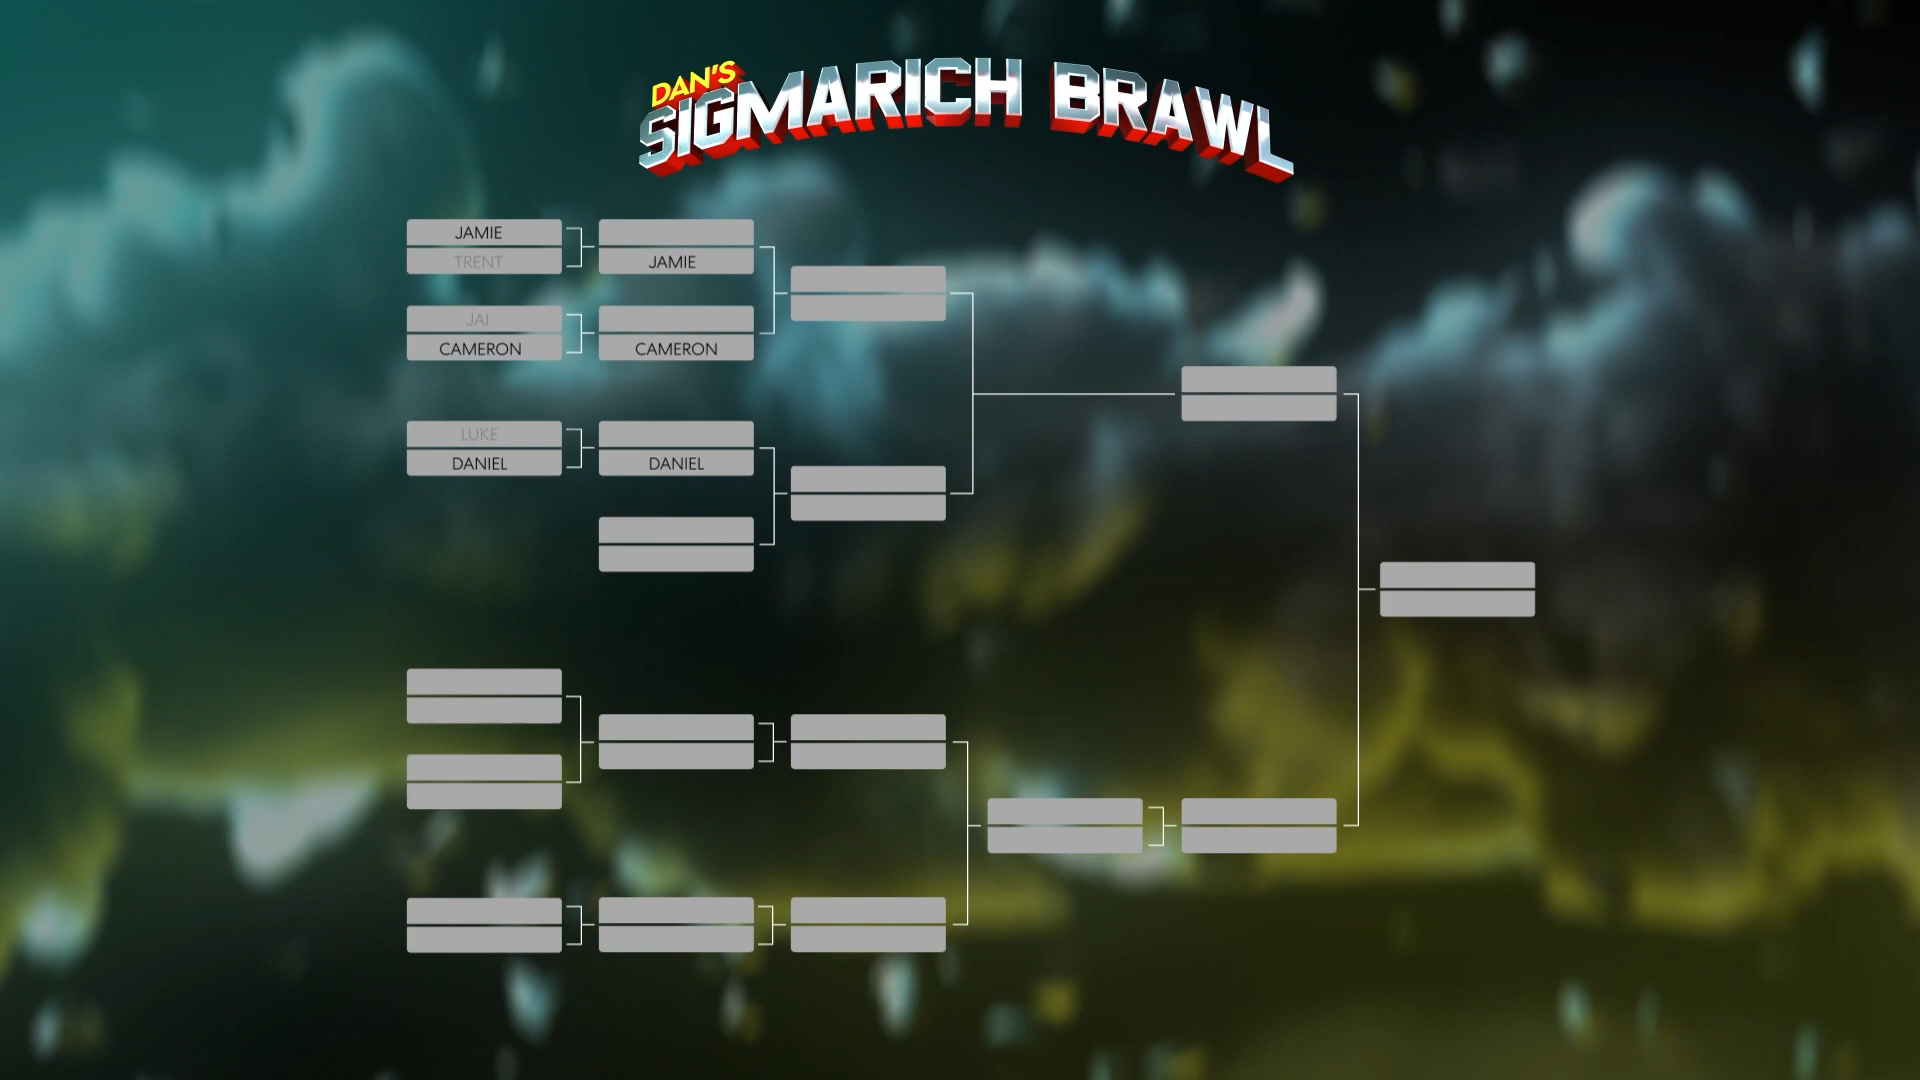 DAN'S
SIGMARICH BRAWL
JAMIE
TRENT
JAMIE
JAI
CAMERON
CAMERON
LUKE
DANIEL
DANIEL